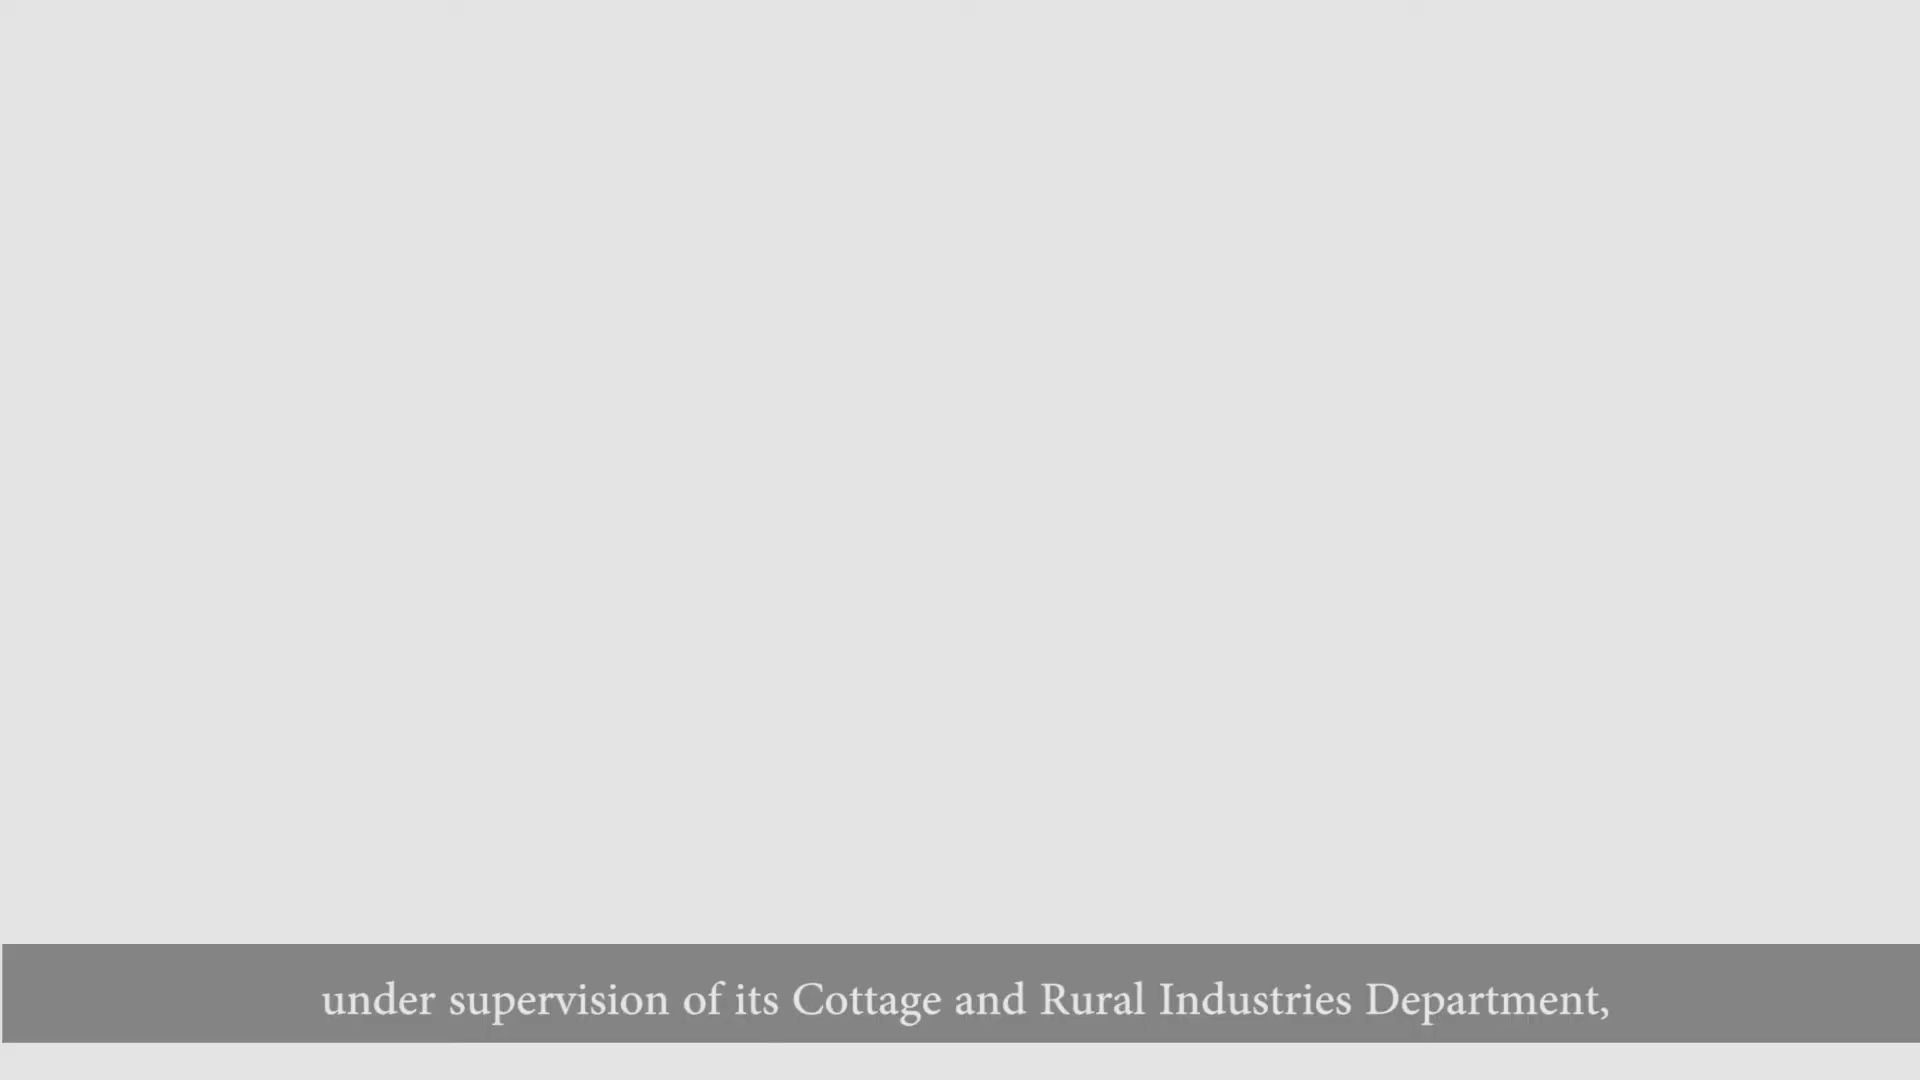 under supervision of its Cottage and Rural Industries Department,